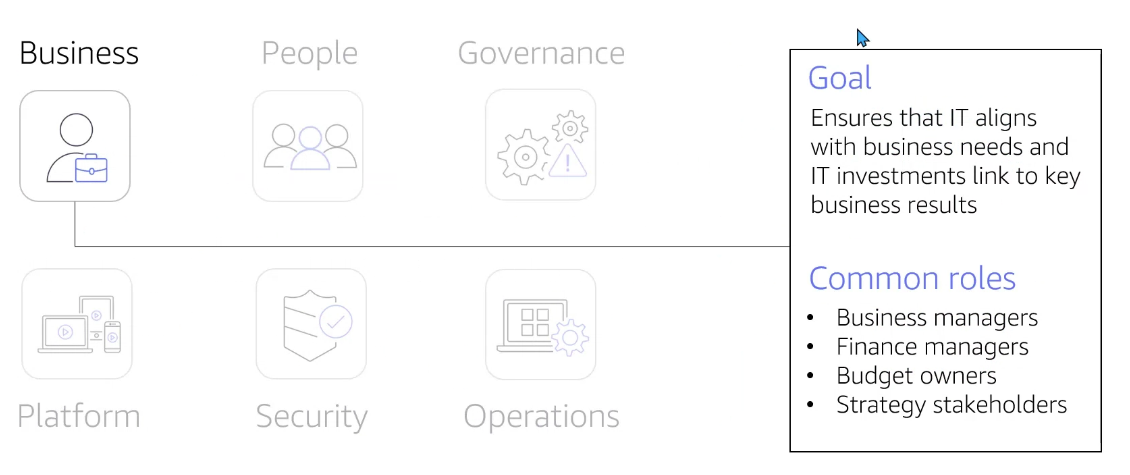 Business
People
Governance
Goal
Ensures that IT aligns
with business needs and
IT investments link to key
business results
Common roles
• Business managers
• Finance managers
• Budget owners
• Strategy stakeholders
Platform
Security
Operations